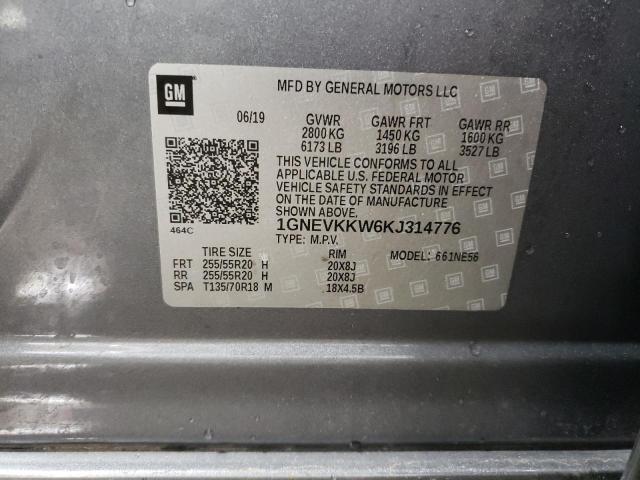 GM
MFD BY GENERAL MOTORS LLC
06/19 GVWR GAWR FRT GAWR RR
2800 KG 1450 KG 1600 KG
6173 LB 3196 LB 3527 LB
THIS VEHICLE CONFORMS TO ALL
APPLICABLE U.S. FEDERAL MOTOR
VEHICLE SAFETY STANDARDS IN EFFECT
ON THE DATE OF MANUFACTURE
SHOWN ABOVE.
464C
1GNEVKKW6KJ314776
TYPE: M.P.V. MODEL: 661NE56
TIRE SIZE RIM
FRT 255/55R20 H 20X8J
RR 255/55R20 H 20X8J
SPA T135/70R18 M 18X4.5B